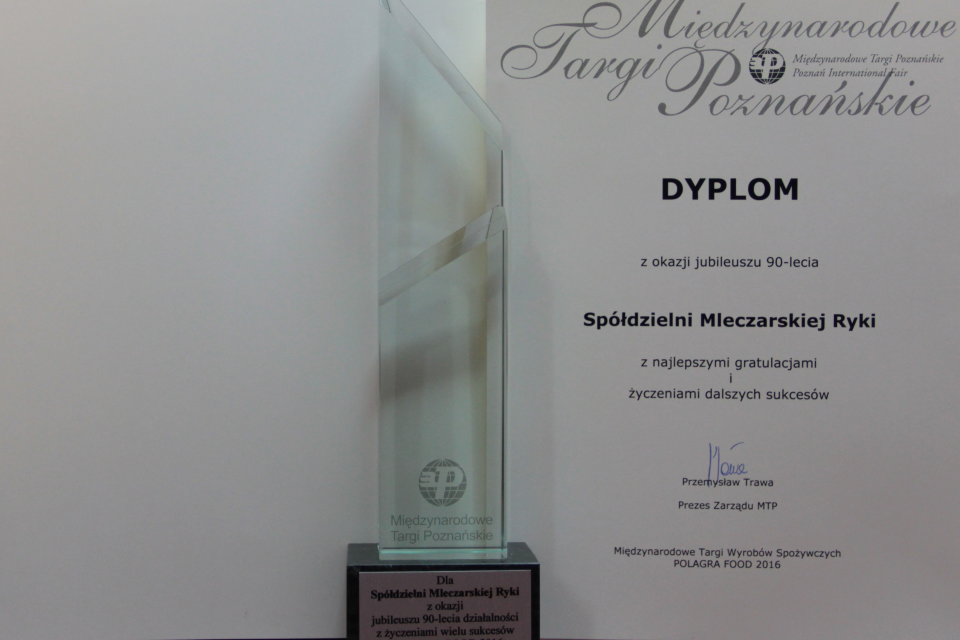 Międzynarodowe
Targi
Poznańskie
Międzynarodowe Targi Poznańskie
Poznań International Fair
DYPLOM
z okazji jubileuszu 90-lecia
Spółdzielni Mleczarskiej Ryki
z najlepszymi gratulacjami
i
życzeniami dalszych sukcesów
Przemysław Trawa
Prezes Zarządu MTP
Międzynarodowe Targi Wyrobów Spożywczych
POLAGRA FOOD 2016
Międzynarodowe
Targi Poznańskie
Dla
Spółdzielni Mleczarskiej Ryki
z okazji
jubileuszu 90-lecia działalności
z życzeniami wielu sukcesów